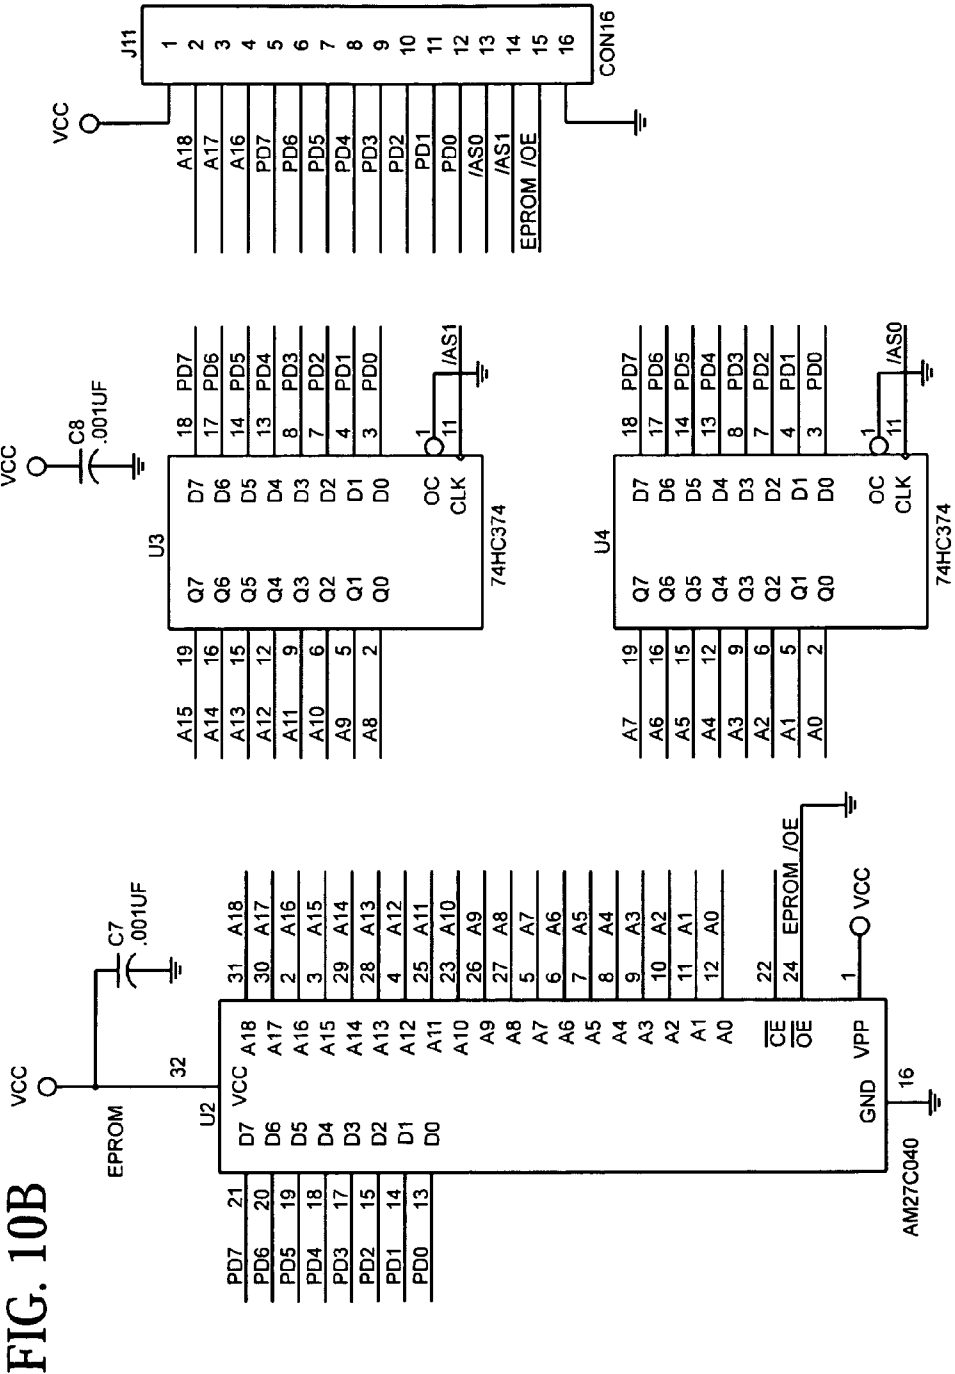 FIG. 10B
VCC
EPROM
C7
.001UF
32
U2
VCC
PD7 21 D7 A18 31 A18
PD6 20 D6 A17 30 A17
PD5 19 D5 A16 2 A16
PD4 18 D4 A15 3 A15
PD3 17 D3 A14 29 A14
PD2 15 D2 A13 28 A13
PD1 14 D1 A12 4 A12
PD0 13 D0 A11 25 A11
A10 23 A10
A9 26 A9
A8 27 A8
A7 5 A7
A6 6 A6
A5 7 A5
A4 8 A4
A3 9 A3
A2 10 A2
A1 11 A1
A0 12 A0
CE 22
OE 24 EPROM /OE
VPP 1 VCC
GND 16
AM27C040
VCC
C8
.001UF
U3
A15 19 Q7 D7 18 PD7
A14 16 Q6 D6 17 PD6
A13 15 Q5 D5 14 PD5
A12 12 Q4 D4 13 PD4
A11 9 Q3 D3 8 PD3
A10 6 Q2 D2 7 PD2
A9 5 Q1 D1 4 PD1
A8 2 Q0 D0 3 PD0
OC 1
CLK 11 /AS1
74HC374
U4
A7 19 Q7 D7 18 PD7
A6 16 Q6 D6 17 PD6
A5 15 Q5 D5 14 PD5
A4 12 Q4 D4 13 PD4
A3 9 Q3 D3 8 PD3
A2 6 Q2 D2 7 PD2
A1 5 Q1 D1 4 PD1
A0 2 Q0 D0 3 PD0
OC 1
CLK 11 /AS0
74HC374
VCC
J11
1
A18 2
A17 3
A16 4
PD7 5
PD6 6
PD5 7
PD4 8
PD3 9
PD2 10
PD1 11
PD0 12
/AS0 13
/AS1 14
EPROM /OE 15
16
CON16